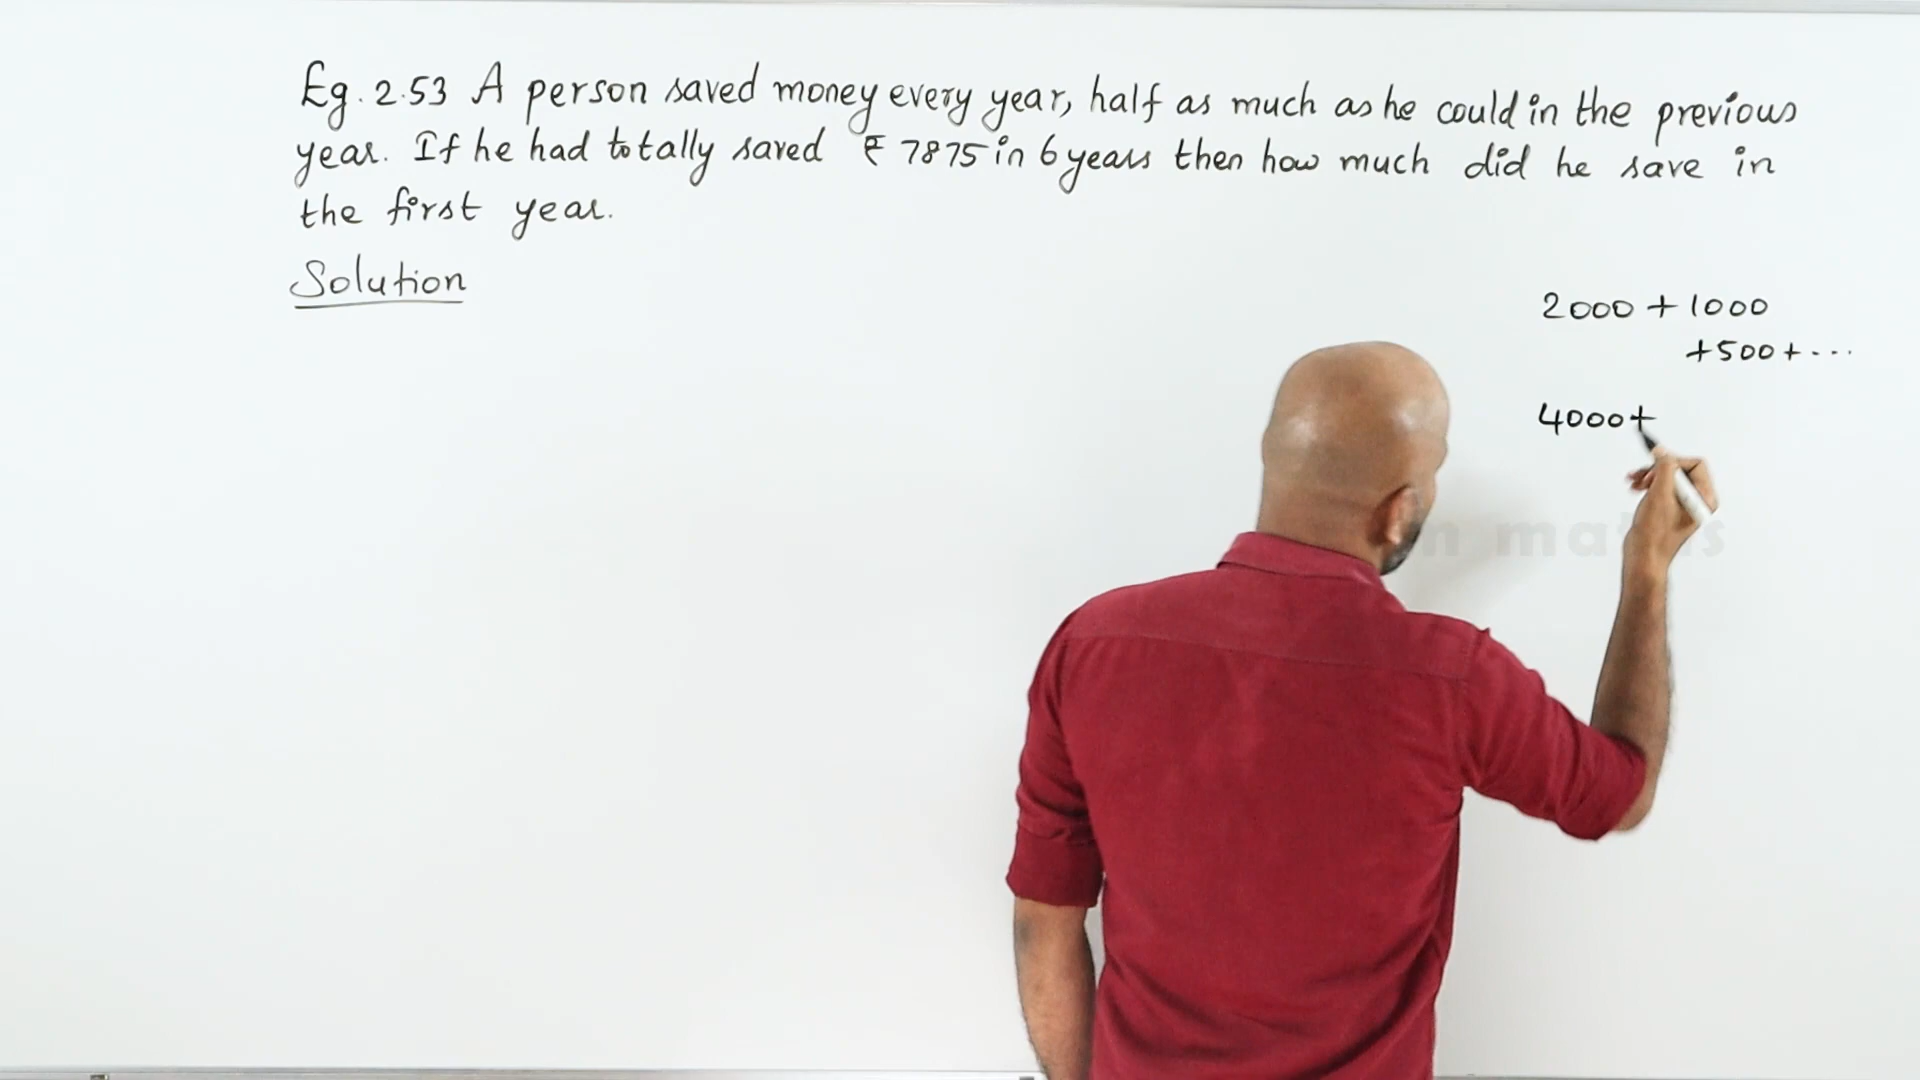 Eg. 2.53 A person saved money every year, half as much as he could in the previous
year. If he had totally saved ₹ 7875 in 6 years then how much did he save in
the first year.
Solution
2000 + 1000
+500+ ...
4000+